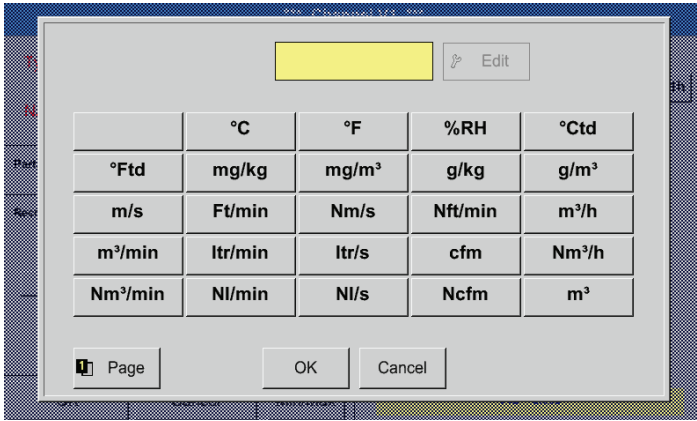 *** Channel V1 ***
Edit
°C °F %RH °Ctd
°Ftd mg/kg mg/m³ g/kg g/m³
m/s Ft/min Nm/s Nft/min m³/h
m³/min ltr/min ltr/s cfm Nm³/h
Nm³/min Nl/min Nl/s Ncfm m³
1 Page OK Cancel